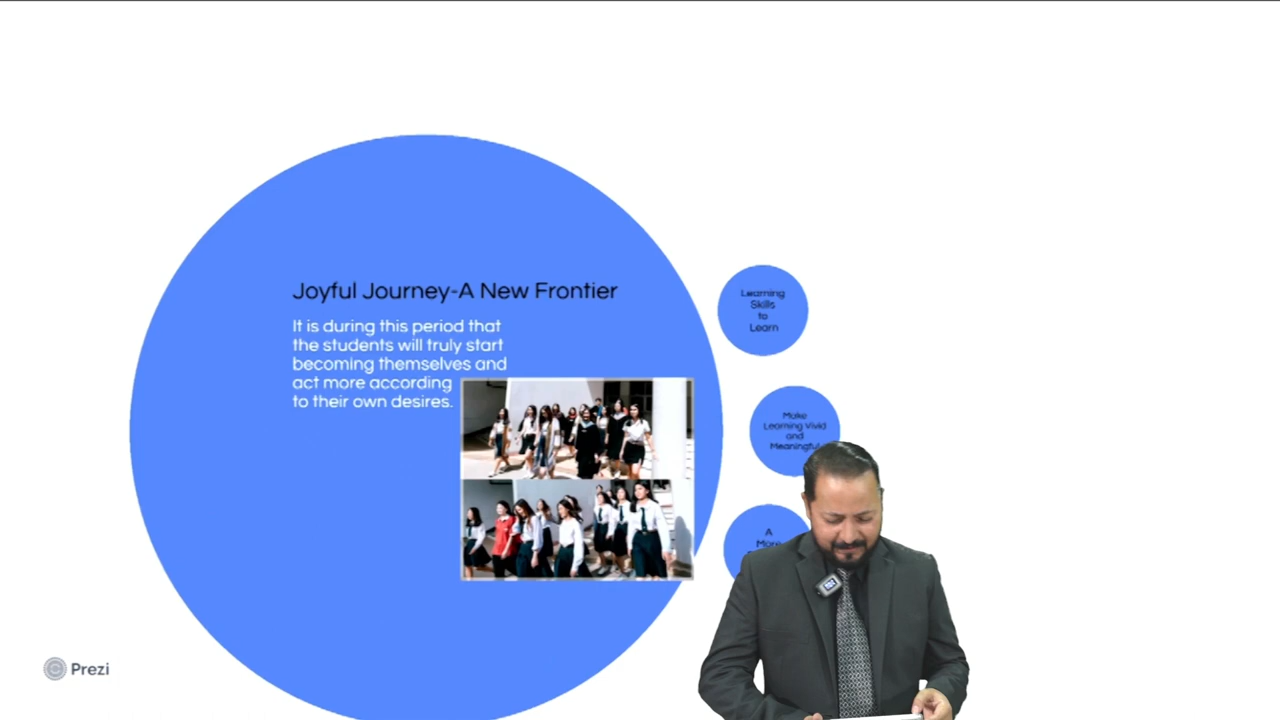 Joyful Journey-A New Frontier
It is during this period that
the students will truly start
becoming themselves and
act more according
to their own desires.
Learning
Skills
to
Learn
Make
Learning Vivid
and
Meaningful
A
More
Prezi